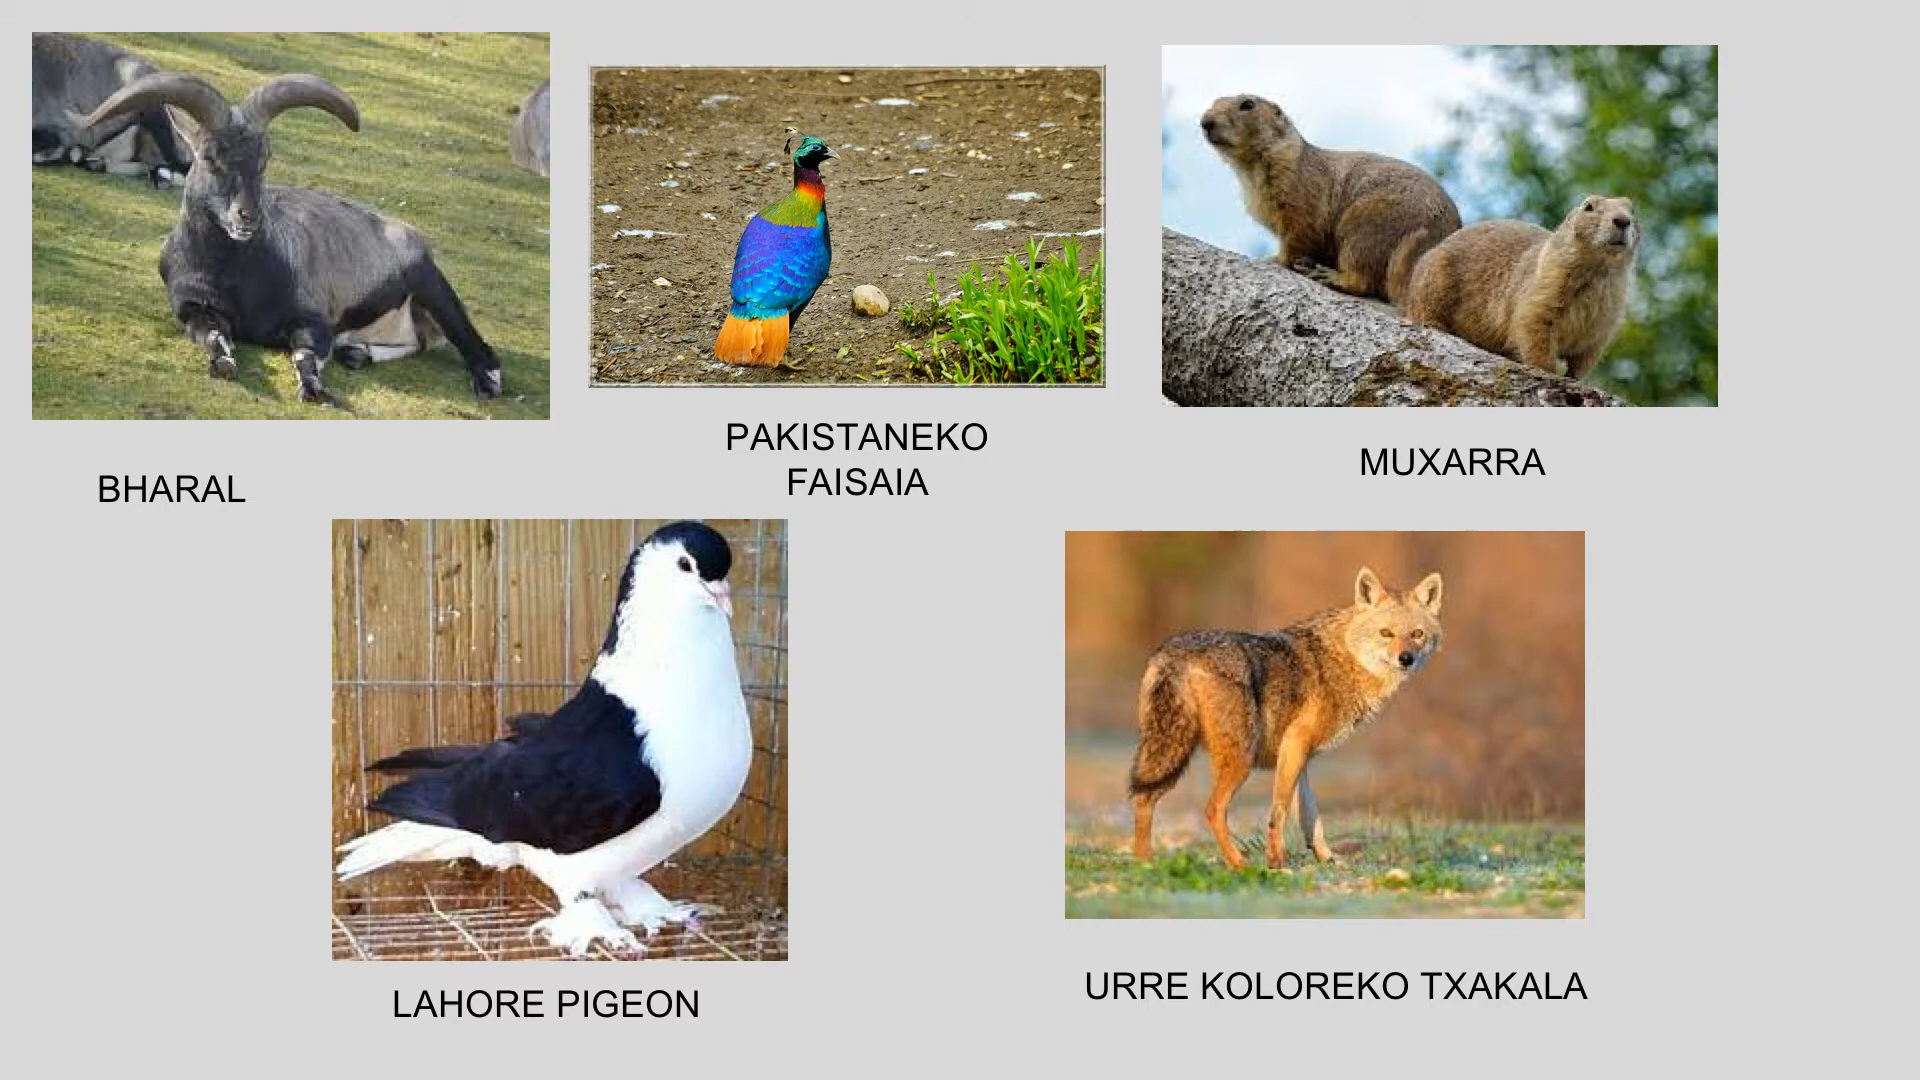 BHARAL
PAKISTANEKO
FAISAIA
MUXARRA
LAHORE PIGEON
URRE KOLOREKO TXAKALA